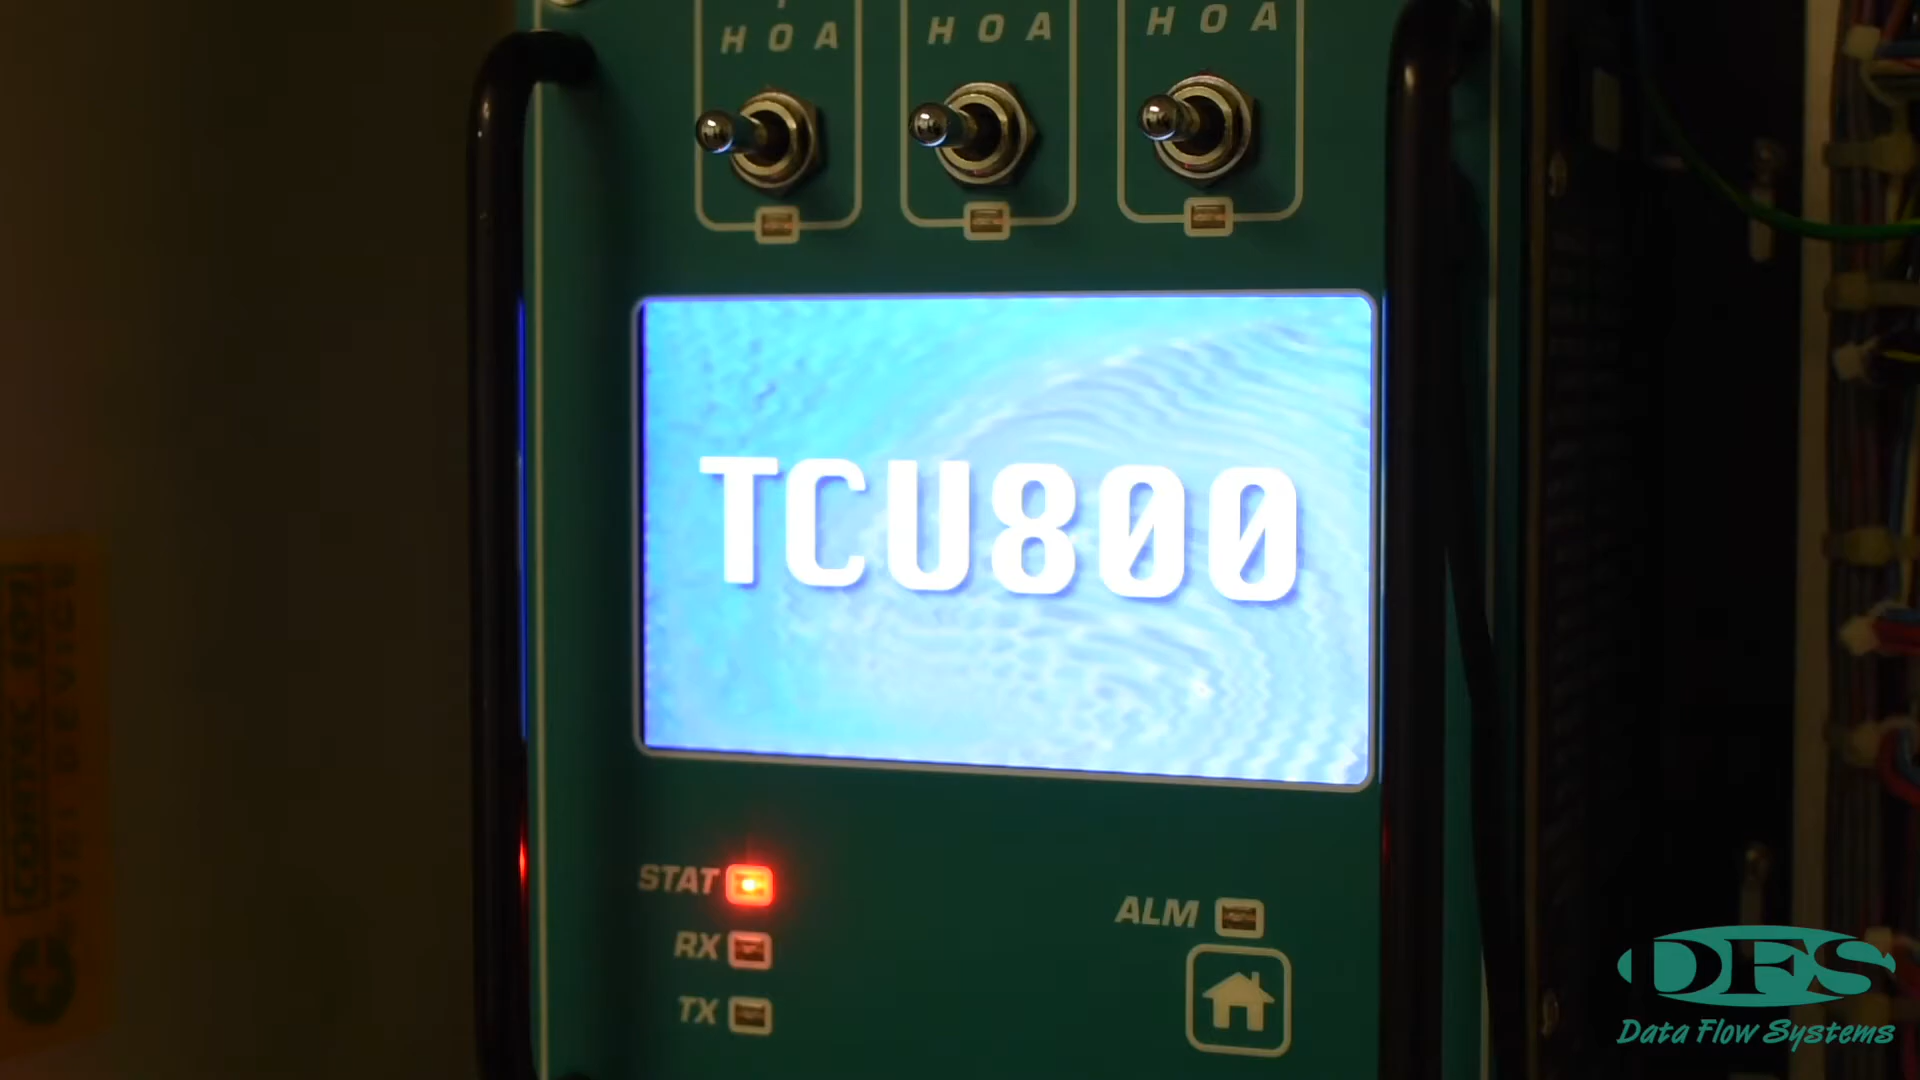 H O A
H O A
H O A
TCU800
STAT
RX
TX
ALM
DFS
Data Flow Systems